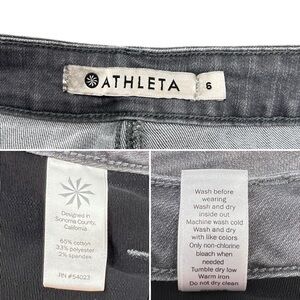 ATHLETA
6
Designed in
Sonoma County,
California
65% cotton
33% polyester
2% spandex
RN #54023
Wash before
wearing
Wash and dry
inside out
Machine wash cold
Wash and dry
with like colors
Only non-chlorine
bleach when
needed
Tumble dry low
Warm iron
Do not dry clean